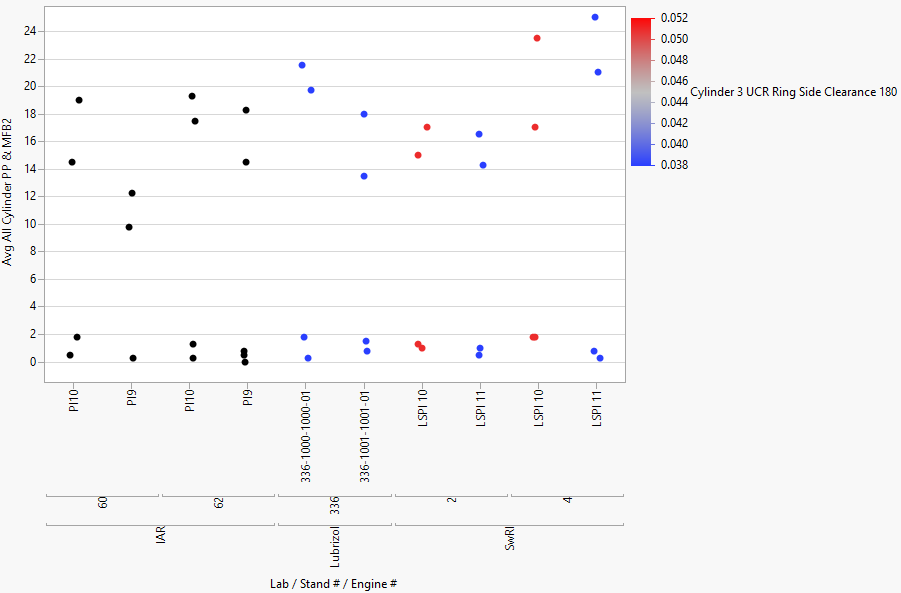 Avg All Cylinder PP & MFB2
24
22
20
18
16
14
12
10
8
6
4
2
0
0.052
0.050
0.048
0.046
0.044
0.042
0.040
0.038
Cylinder 3 UCR Ring Side Clearance 180
PI10
PI9
PI10
PI9
336-1000-1000-01
336-1001-1001-01
LSPI 10
LSPI 11
LSPI 10
LSPI 11
60
62
336
2
4
IAR
Lubrizol
SwRI
Lab / Stand # / Engine #